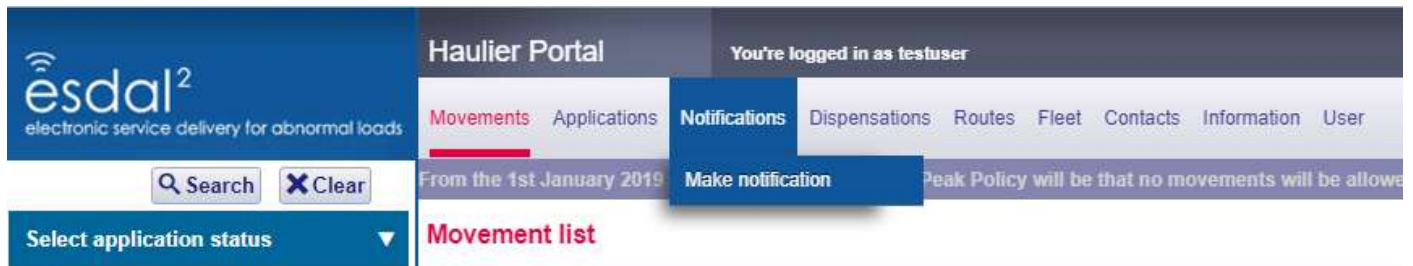 esdal2
electronic service delivery for abnormal loads
Haulier Portal
You're logged in as testuser
Movements Applications Notifications Dispensations Routes Fleet Contacts Information User
Search Clear
From the 1st January 2019 Make notification Peak Policy will be that no movements will be allowe
Select application status
Movement list